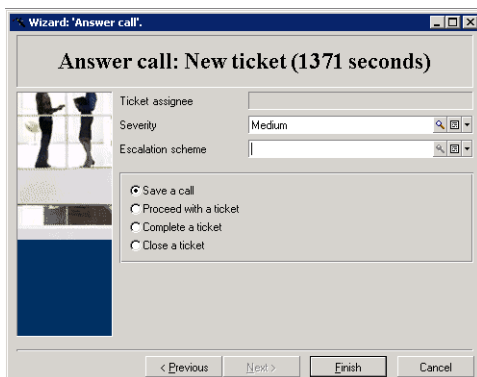 Wizard: 'Answer call'.
Answer call: New ticket (1371 seconds)
Ticket assignee
Severity Medium
Escalation scheme
Save a call
Proceed with a ticket
Complete a ticket
Close a ticket
< Previous Next > Finish Cancel